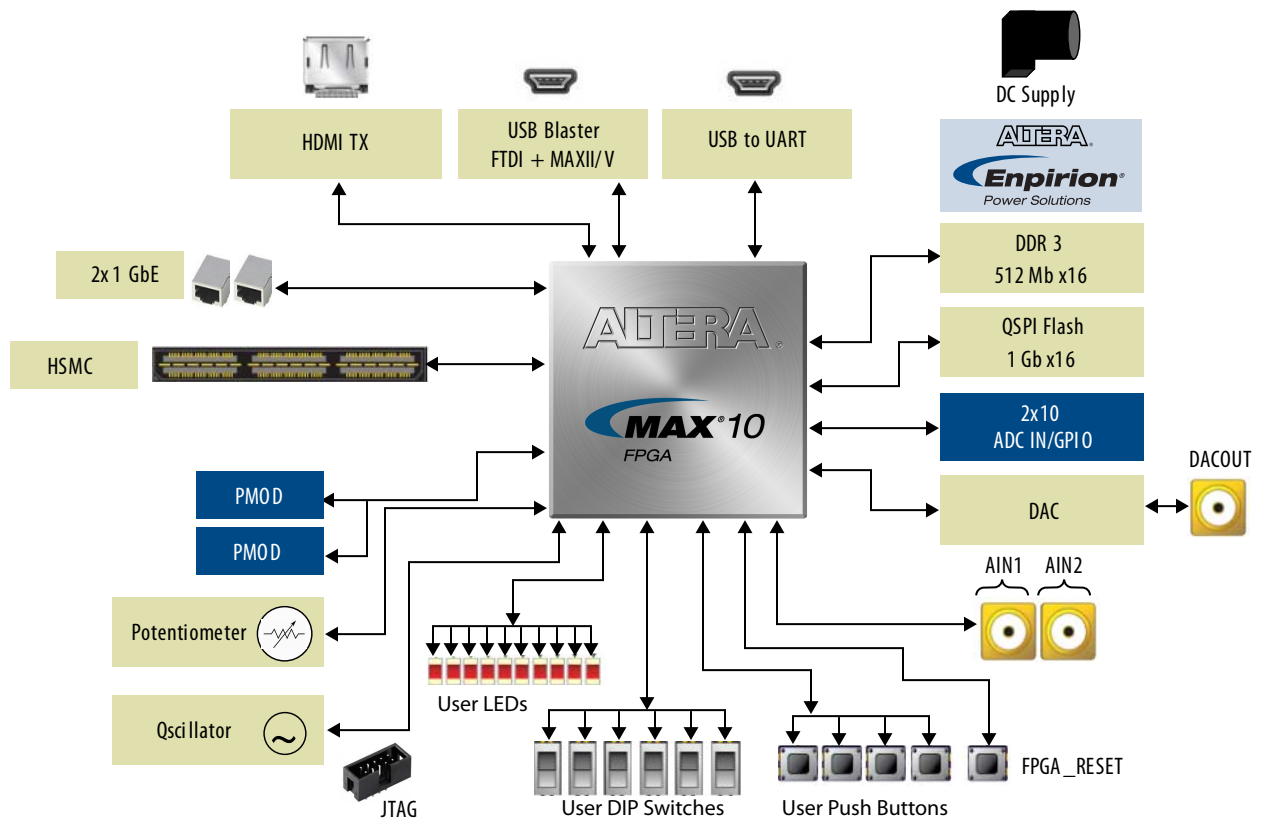 DC Supply
HDMI TX
USB Blaster
FTDI + MAXII/V
USB to UART
ALTERA®
Enpirion®
Power Solutions
DDR 3
512 Mb x16
2x 1 GbE
QSPI Flash
1 Gb x16
ALTERA®
HSMC
MAX®10
FPGA
2x10
ADC IN/GPIO
DACOUT
DAC
PMOD
PMOD
AIN1 AIN2
Potentiometer
User LEDs
Qscillator
JTAG
User DIP Switches
User Push Buttons
FPGA_RESET